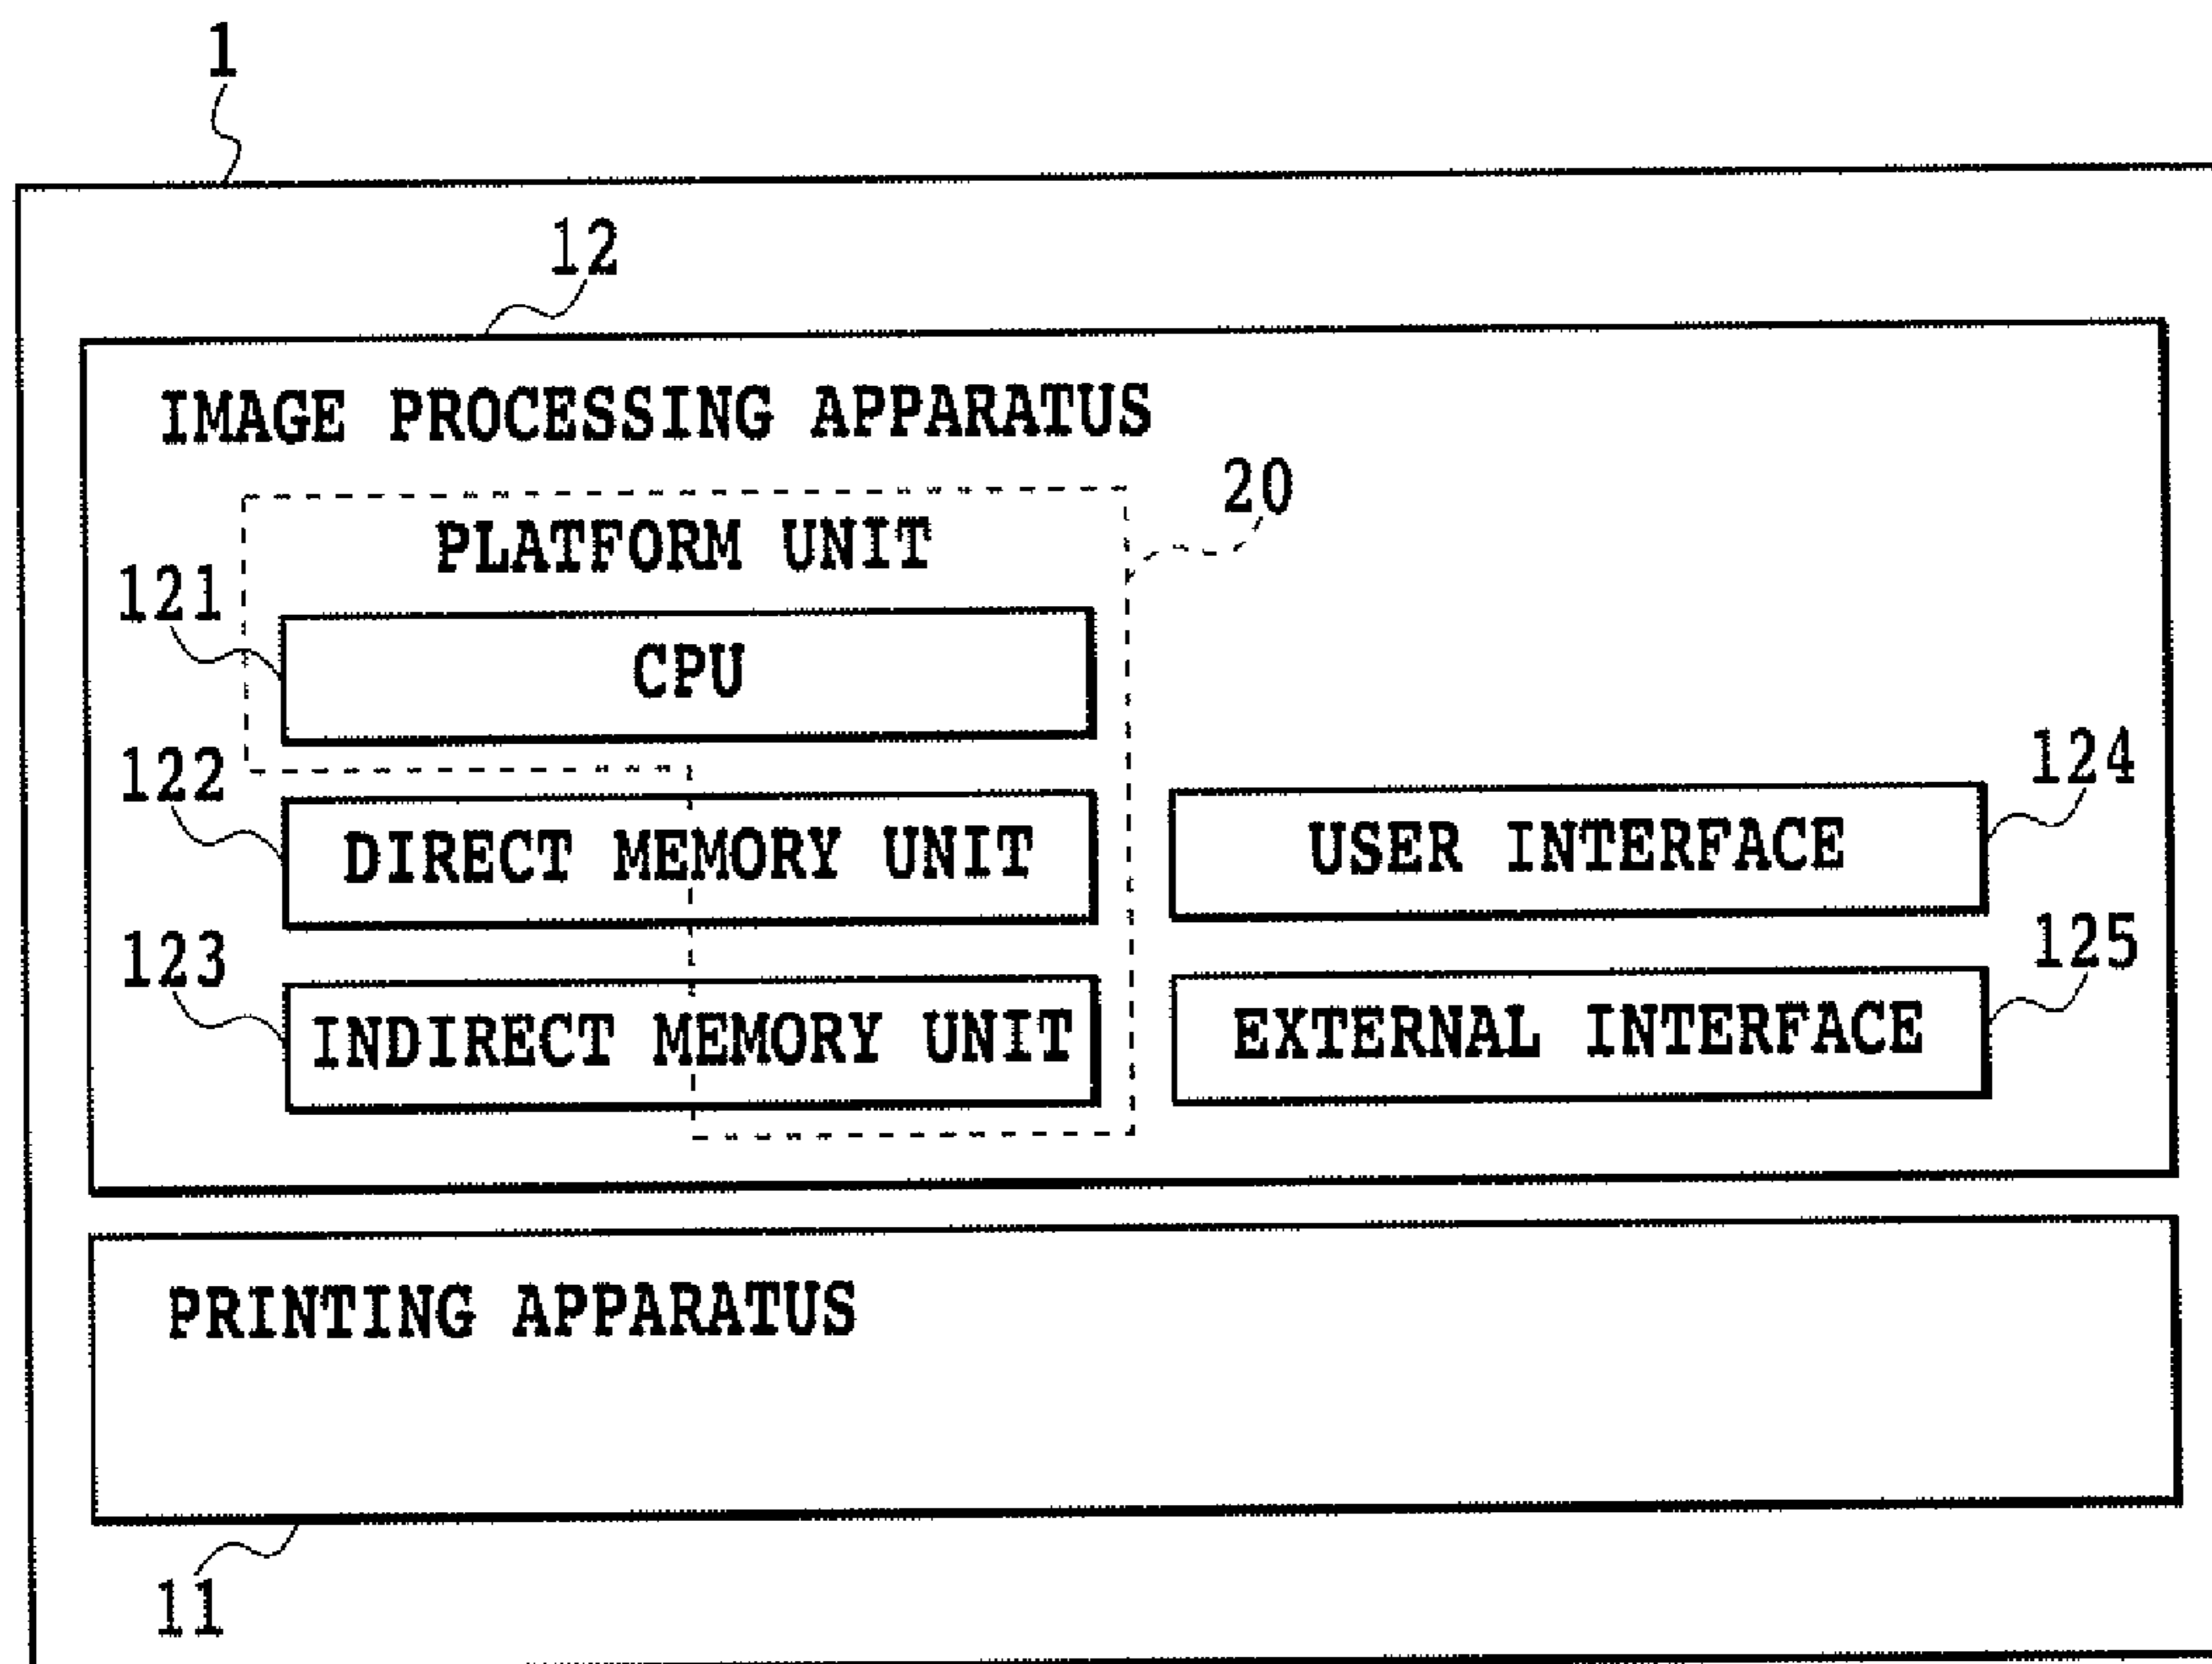 1
12
IMAGE PROCESSING APPARATUS
20
PLATFORM UNIT
121
CPU
122
DIRECT MEMORY UNIT
124
USER INTERFACE
123
INDIRECT MEMORY UNIT
125
EXTERNAL INTERFACE
PRINTING APPARATUS
11